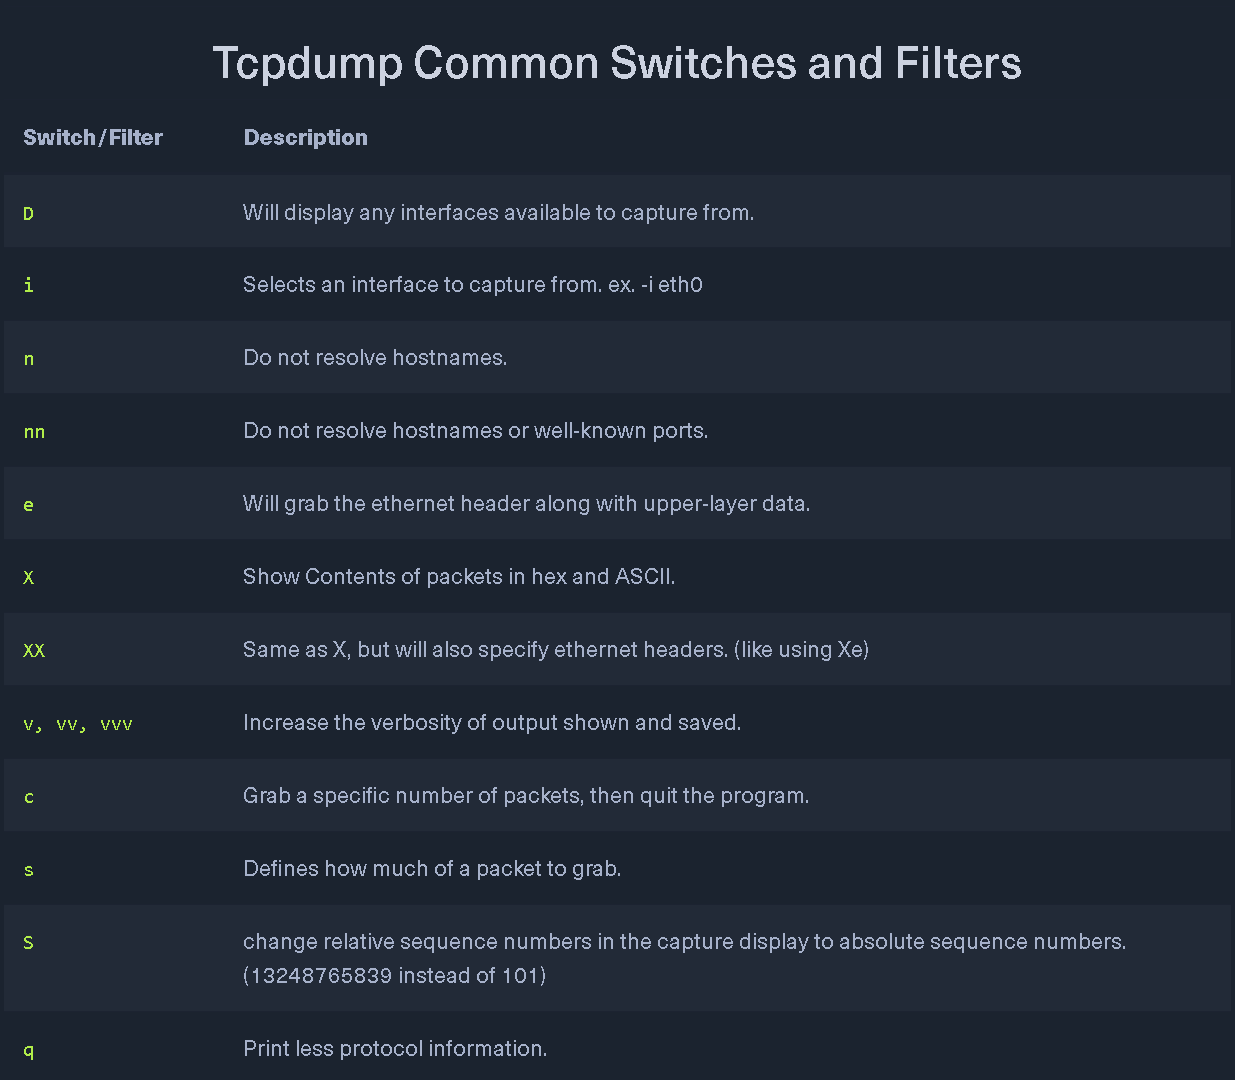 Tcpdump Common Switches and Filters
Switch/Filter Description
D Will display any interfaces available to capture from.
i Selects an interface to capture from. ex. -i eth0
n Do not resolve hostnames.
nn Do not resolve hostnames or well-known ports.
e Will grab the ethernet header along with upper-layer data.
X Show Contents of packets in hex and ASCII.
XX Same as X, but will also specify ethernet headers. (like using Xe)
v, vv, vvv Increase the verbosity of output shown and saved.
c Grab a specific number of packets, then quit the program.
s Defines how much of a packet to grab.
S change relative sequence numbers in the capture display to absolute sequence numbers.
(13248765839 instead of 101)
q Print less protocol information.